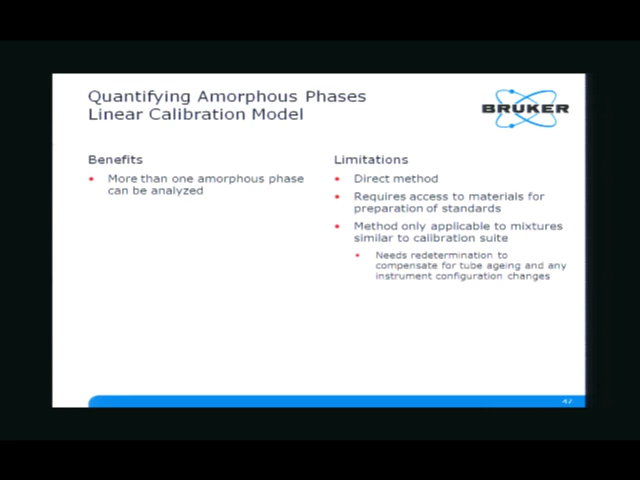 Quantifying Amorphous Phases
Linear Calibration Model
BRUKER
Benefits
• More than one amorphous phase
can be analyzed
Limitations
• Direct method
• Requires access to materials for
preparation of standards
• Method only applicable to mixtures
similar to calibration suite
• Needs redetermination to
compensate for tube ageing and any
instrument configuration changes